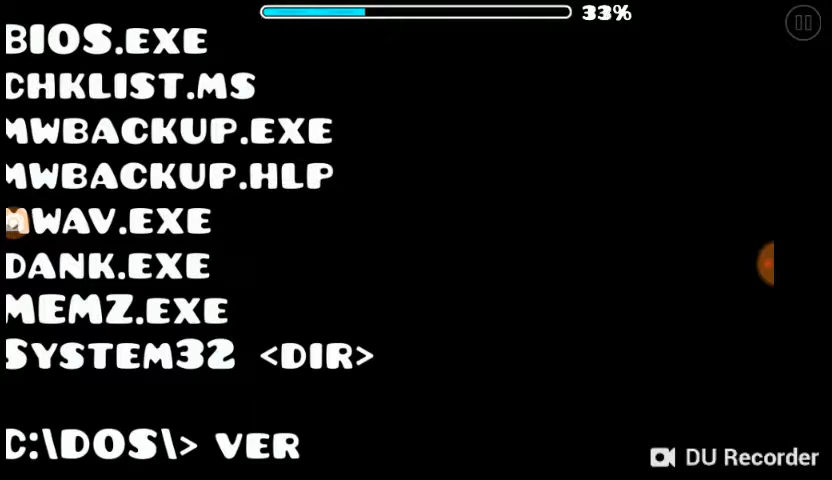 33%
BIOS.EXE
CHKLIST.MS
MWBACKUP.EXE
MWBACKUP.HLP
MWAV.EXE
DANK.EXE
MEMZ.EXE
SYSTEM32 <DIR>
C:\DOS\> VER
DU Recorder